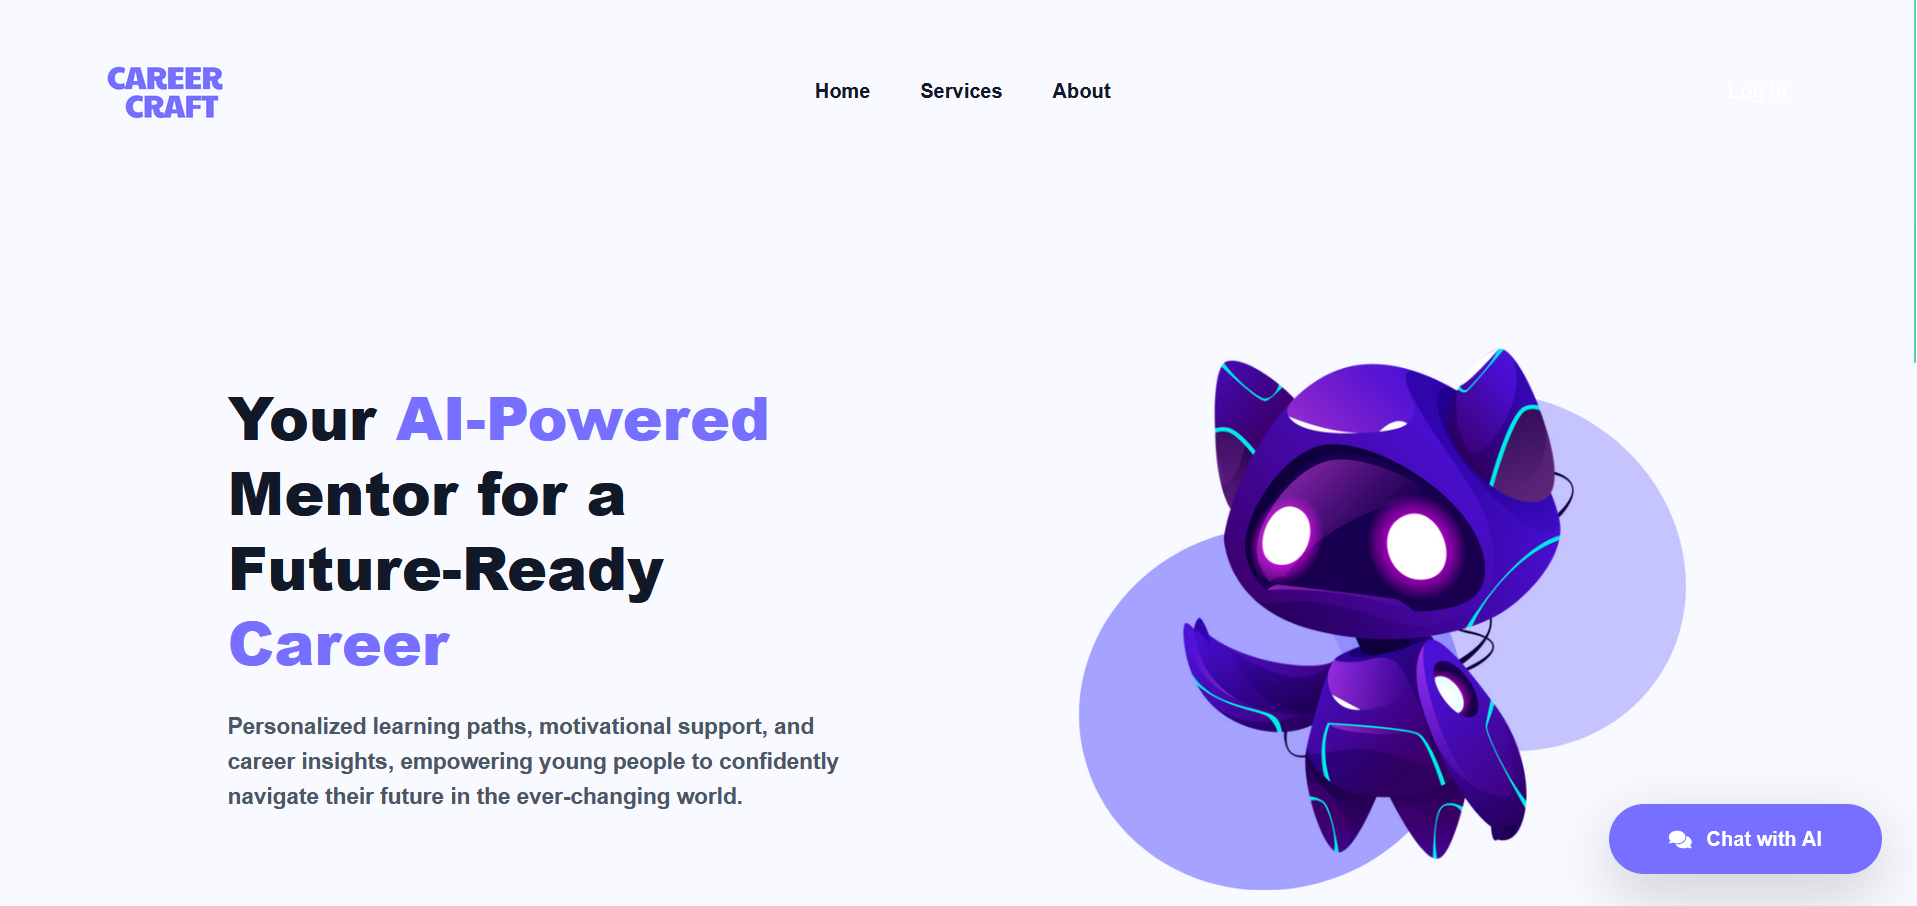 CAREER
CRAFT
Home Services About Log In
Your AI-Powered
Mentor for a
Future-Ready
Career
Personalized learning paths, motivational support, and
career insights, empowering young people to confidently
navigate their future in the ever-changing world.
Chat with AI